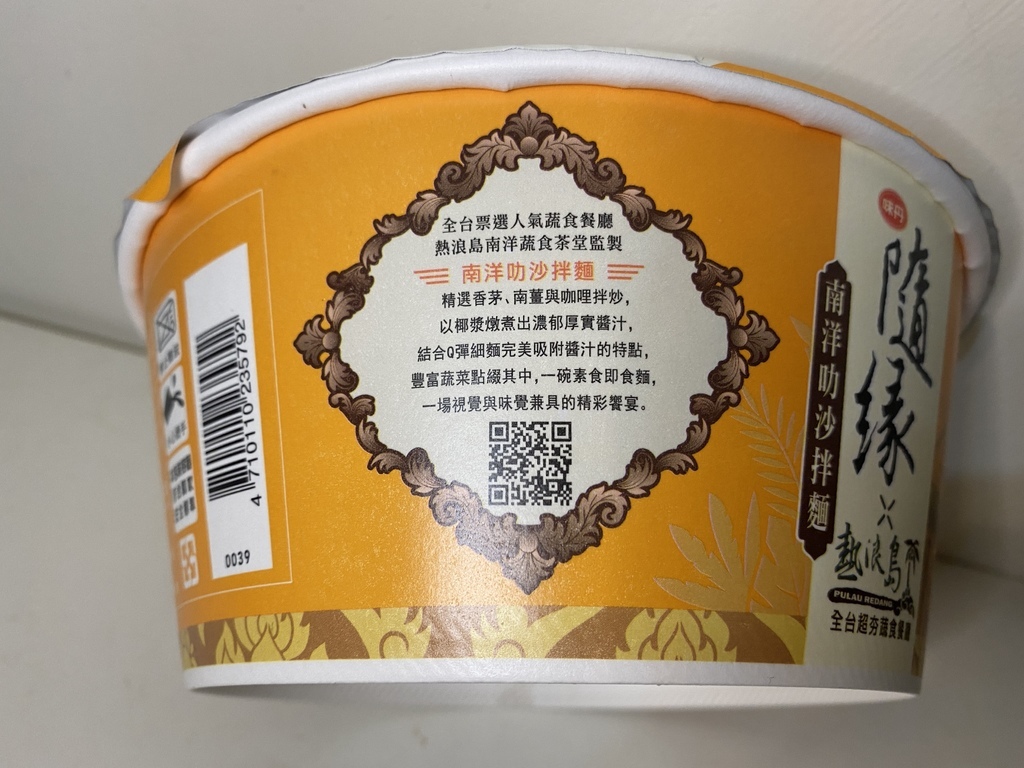 全台票選人氣蔬食餐廳
熱浪島南洋蔬食茶堂監製
南洋叻沙拌麵
精選香茅、南薑與咖哩拌炒,
以椰漿燉煮出濃郁厚實醬汁,
結合Q彈細麵完美吸附醬汁的特點,
豐富蔬菜點綴其中,一碗素食即食麵,
一場視覺與味覺兼具的精彩饗宴。
4 710110 235792
0039
味丹
隨緣
×
熱浪島
PULAU REDANG
全台超夯蔬食餐廳
南洋叻沙拌麵